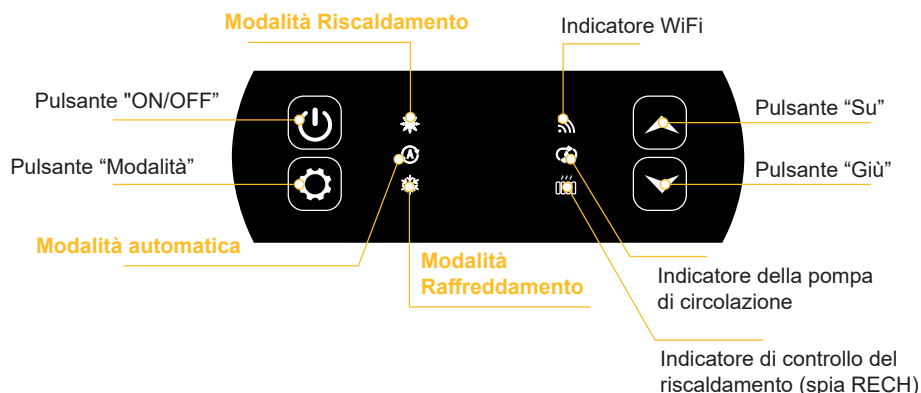 Modalità Riscaldamento
Indicatore WiFi
Pulsante "ON/OFF”
Pulsante “Su”
Pulsante “Modalità”
Pulsante “Giù”
A
Modalità automatica
Modalità
Raffreddamento
Indicatore della pompa
di circolazione
Indicatore di controllo del
riscaldamento (spia RECH)